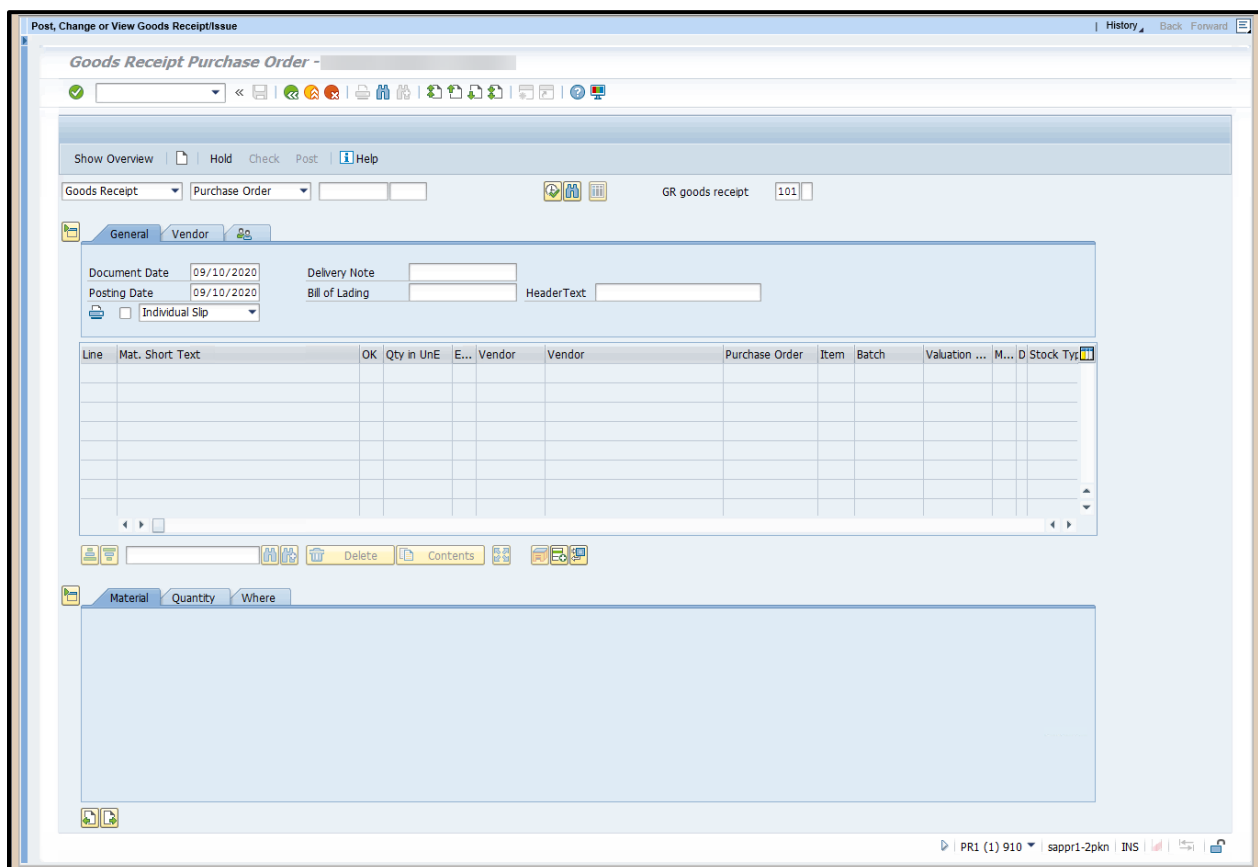 Post, Change or View Goods Receipt/Issue | History Back Forward
Goods Receipt Purchase Order -
Show Overview Hold Check Post Help
Goods Receipt Purchase Order GR goods receipt 101
General Vendor
Document Date 09/10/2020 Delivery Note
Posting Date 09/10/2020 Bill of Lading HeaderText
Individual Slip
Line Mat. Short Text OK Qty in UnE E... Vendor Vendor Purchase Order Item Batch Valuation ... M... D Stock Typ
Delete Contents
Material Quantity Where
PR1 (1) 910 sappr1-2pkn INS